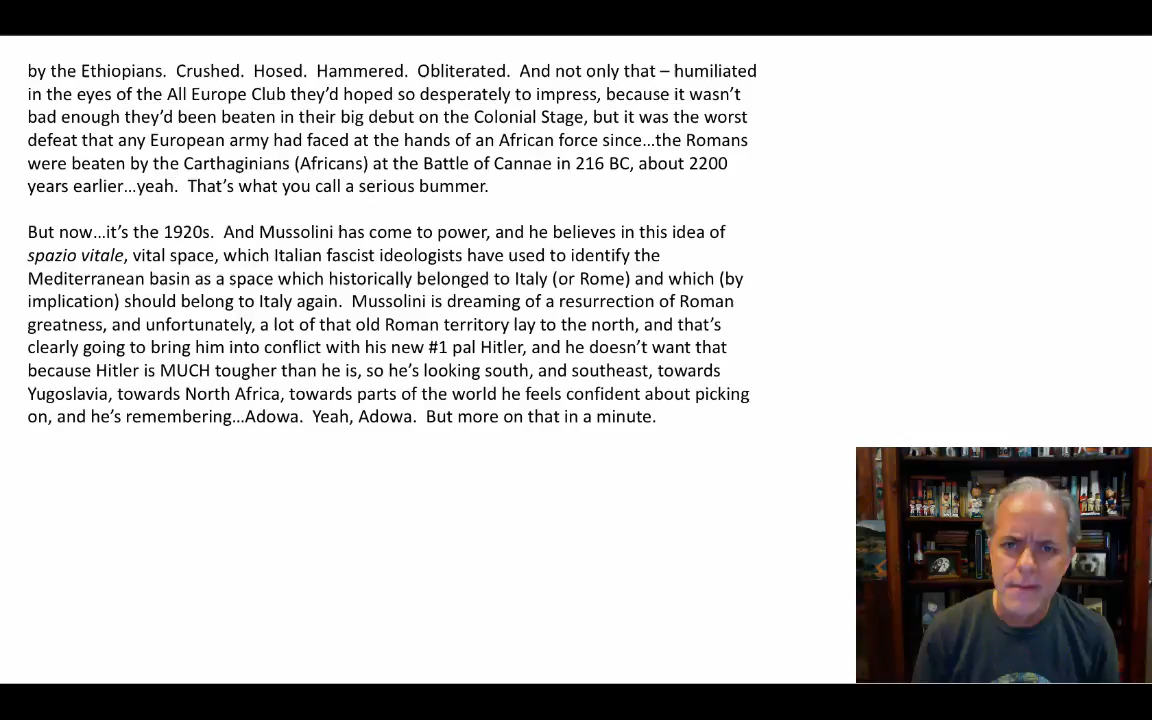 by the Ethiopians.  Crushed.  Hosed.  Hammered.  Obliterated.  And not only that – humiliated
in the eyes of the All Europe Club they’d hoped so desperately to impress, because it wasn’t
bad enough they’d been beaten in their big debut on the Colonial Stage, but it was the worst
defeat that any European army had faced at the hands of an African force since…the Romans
were beaten by the Carthaginians (Africans) at the Battle of Cannae in 216 BC, about 2200
years earlier…yeah.  That’s what you call a serious bummer.
But now…it’s the 1920s.  And Mussolini has come to power, and he believes in this idea of
spazio vitale, vital space, which Italian fascist ideologists have used to identify the
Mediterranean basin as a space which historically belonged to Italy (or Rome) and which (by
implication) should belong to Italy again.  Mussolini is dreaming of a resurrection of Roman
greatness, and unfortunately, a lot of that old Roman territory lay to the north, and that’s
clearly going to bring him into conflict with his new #1 pal Hitler, and he doesn’t want that
because Hitler is MUCH tougher than he is, so he’s looking south, and southeast, towards
Yugoslavia, towards North Africa, towards parts of the world he feels confident about picking
on, and he’s remembering…Adowa.  Yeah, Adowa.  But more on that in a minute.